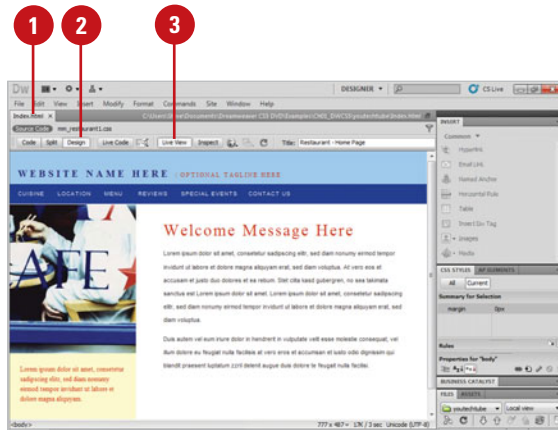 1 2 3
Dw DESIGNER CS Live
File Edit View Insert Modify Format Commands Site Window Help
Index.html
Source Code mm_restaurant1.css
Code Split Design Live Code Live View Inspect Title: Restaurant - Home Page
WEBSITE NAME HERE OPTIONAL TAGLINE HERE
CUISINE LOCATION MENU REVIEWS SPECIAL EVENTS CONTACT US
AFE
Welcome Message Here
Lorem ipsum dolor sit amet, consetetur sadipscing elitr, sed diam nonumy eirmod tempor
invidunt ut labore et dolore magna aliquyam erat, sed diam voluptua. At vero eos et
accusam et justo duo dolores et ea rebum. Stet clita kasd gubergren, no sea takimata
sanctus est Lorem ipsum dolor sit amet. Lorem ipsum dolor sit amet, consetetur sadipscing
elitr, sed diam nonumy eirmod tempor invidunt ut labore et dolore magna aliquyam erat, sed
diam voluptua.
Duis autem vel eum iriure dolor in hendrerit in vulputate velit esse molestie consequat, vel
illum dolore eu feugiat nulla facilisis at vero eros et accumsan et iusto odio dignissim qui
blandit praesent luptatum zzril delenit augue duis dolore te feugait nulla facilisi.
Lorem ipsum dolor sit amet, consetetur
sadipscing elitr, sed diam nonumy
eirmod tempor invidunt ut labore et
dolore magna aliquyam.
<body> 777 x 487 17K / 3 sec Unicode (UTF-8)
INSERT
Common
Hyperlink
Email Link
Named Anchor
Horizontal Rule
Table
Insert Div Tag
Images
Media
CSS STYLES AP ELEMENTS
All Current
Summary for Selection
margin 0px
Rules
Properties for "body"
BUSINESS CATALYST
FILES ASSETS
youtechtube Local view